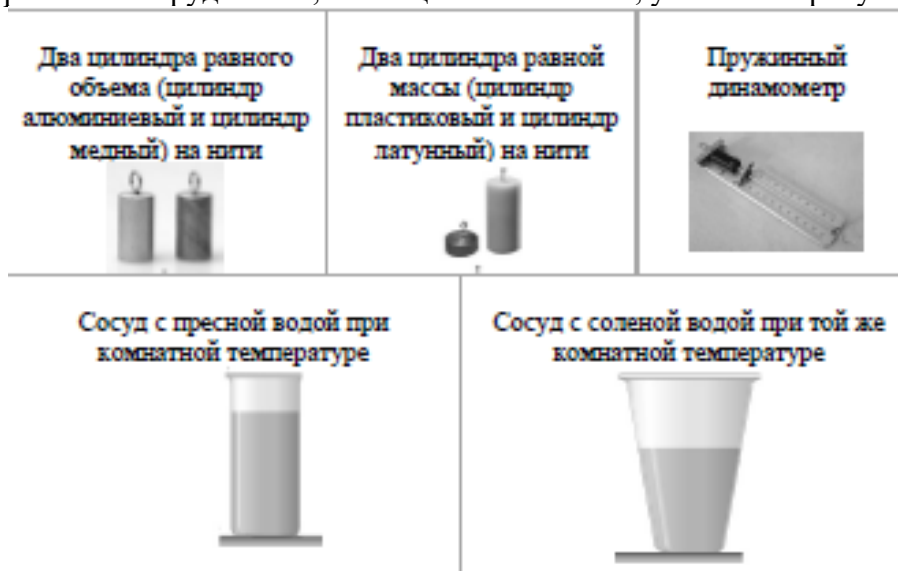 Два цилиндра равного
объема (цилиндр
алюминиевый и цилиндр
медный) на нити
Два цилиндра равной
массы (цилиндр
пластиковый и цилиндр
латунный) на нити
Пружинный
динамометр
Сосуд с пресной водой при
комнатной температуре
Сосуд с соленой водой при той же
комнатной температуре